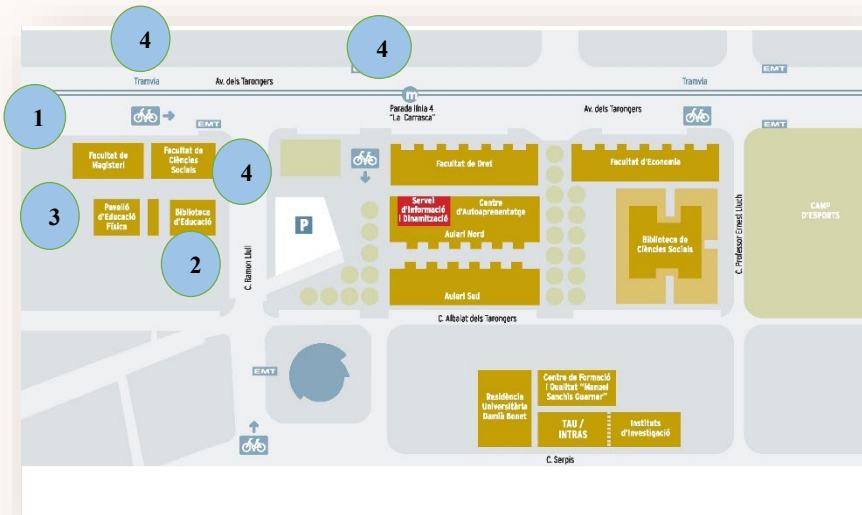 4
4
EMT
EMT
Tramvia
Av. dels Tarongers
Tramvia
m
Parada línia 4
"La Carrasca"
Av. dels Tarongers
1
EMT
EMT
Facultat de
Magisteri
Facultat de
Ciències
Socials
4
Facultat de Dret
Facultat d'Economia
3
Pavelló
d'Educació
Física
Biblioteca
d'Educació
2
P
C. Ramon Llull
Servei
d'Informació
i Dinamització
Centre
d'Autoaprenentatge
Aulari Nord
Aulari Sud
Biblioteca de
Ciències Socials
C. Professor Ernest Lluch
CAMP
D'ESPORTS
C. Albalat dels Tarongers
EMT
Residència
Universitària
Damià Bonet
Centre de Formació
i Qualitat "Manuel
Sanchis Guarner"
TAU /
INTRAS
Instituts
d'Investigació
C. Serpis